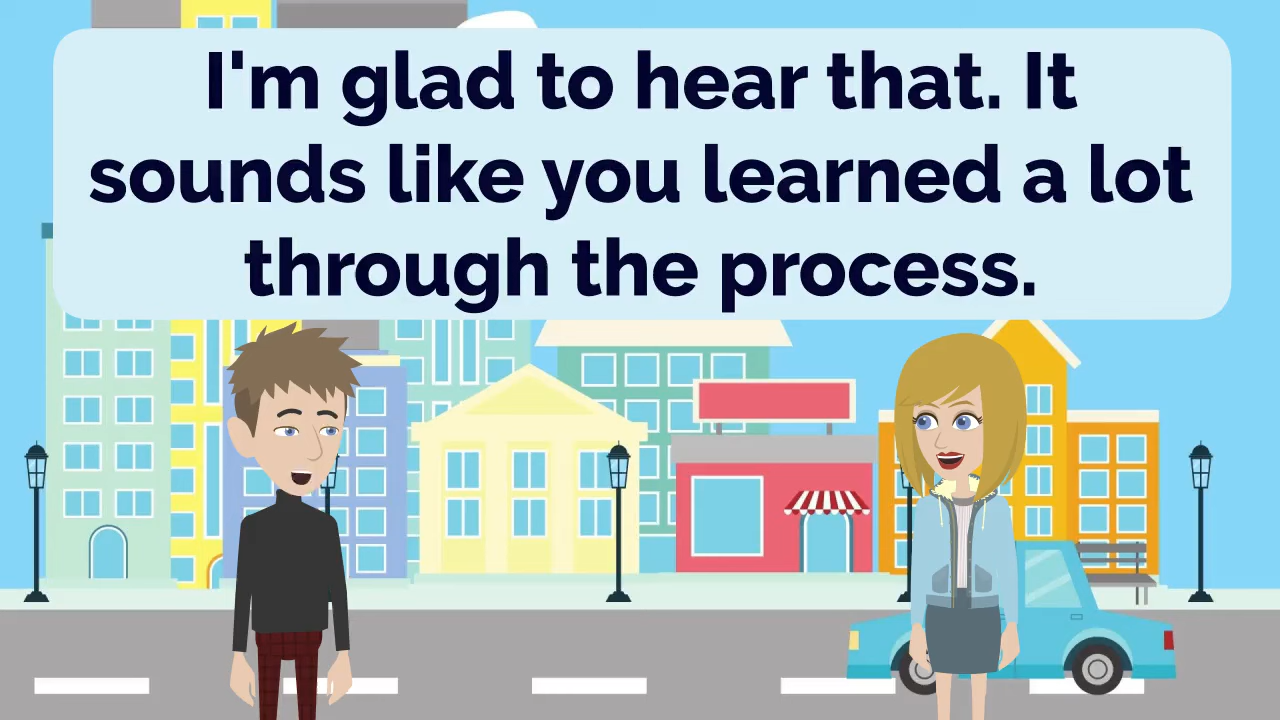 I'm glad to hear that. It
sounds like you learned a lot
through the process.